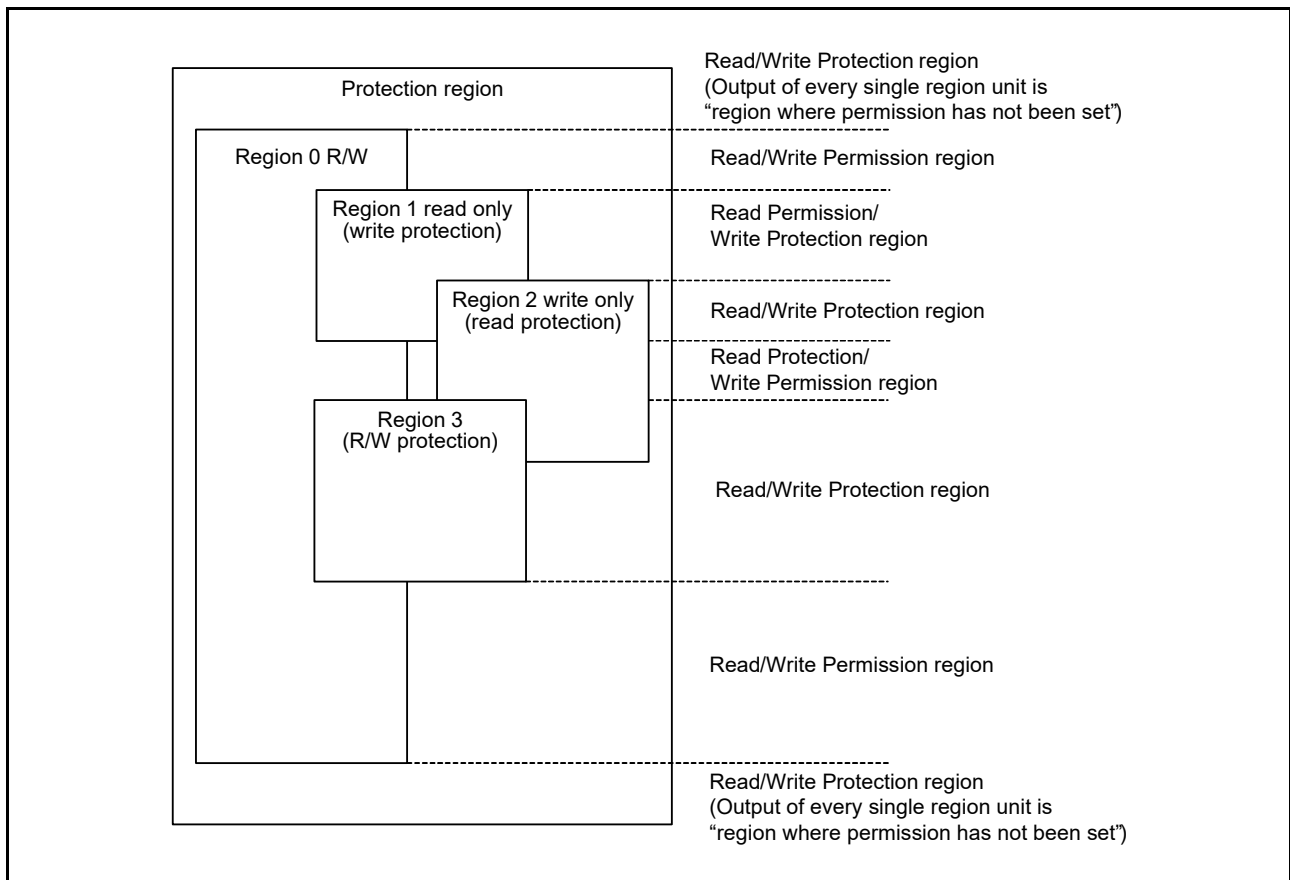 Protection region
Region 0 R/W
Region 1 read only
(write protection)
Region 2 write only
(read protection)
Region 3
(R/W protection)
Read/Write Protection region
(Output of every single region unit is
“region where permission has not been set”)
Read/Write Permission region
Read Permission/
Write Protection region
Read/Write Protection region
Read Protection/
Write Permission region
Read/Write Protection region
Read/Write Permission region
Read/Write Protection region
(Output of every single region unit is
“region where permission has not been set”)